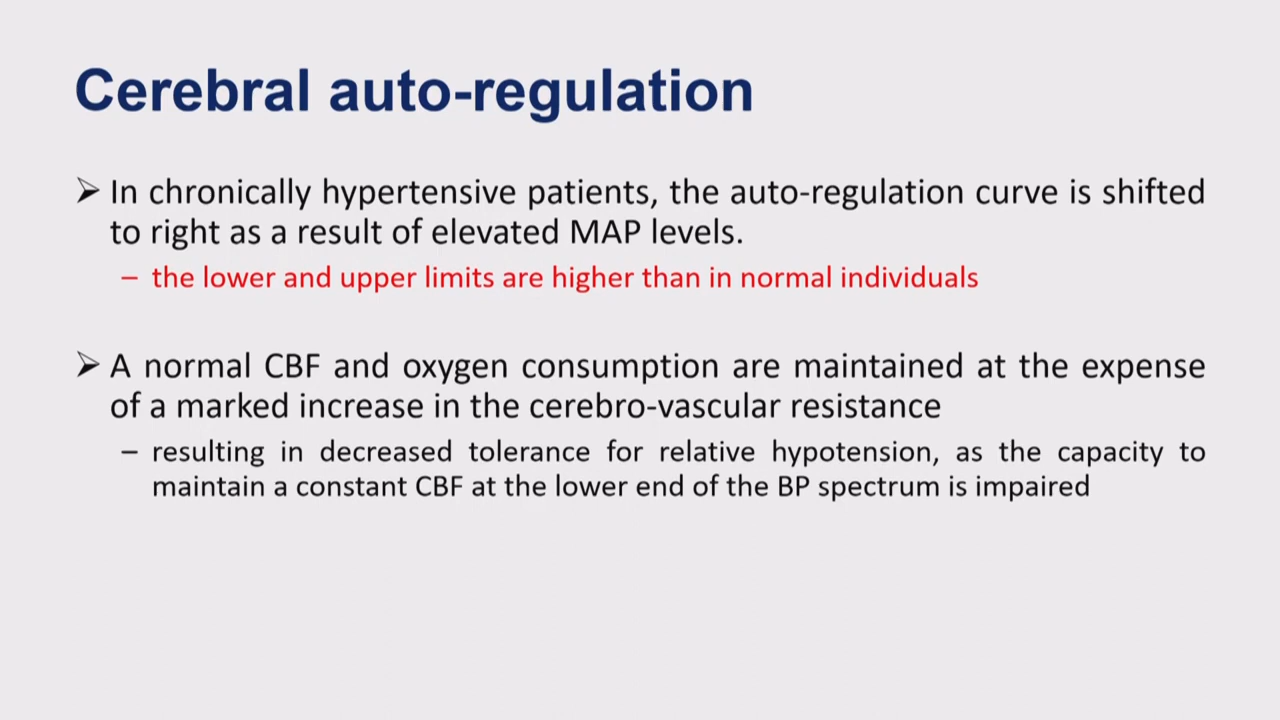 Cerebral auto-regulation
➢ In chronically hypertensive patients, the auto-regulation curve is shifted
to right as a result of elevated MAP levels.
– the lower and upper limits are higher than in normal individuals
➢ A normal CBF and oxygen consumption are maintained at the expense
of a marked increase in the cerebro-vascular resistance
– resulting in decreased tolerance for relative hypotension, as the capacity to
maintain a constant CBF at the lower end of the BP spectrum is impaired